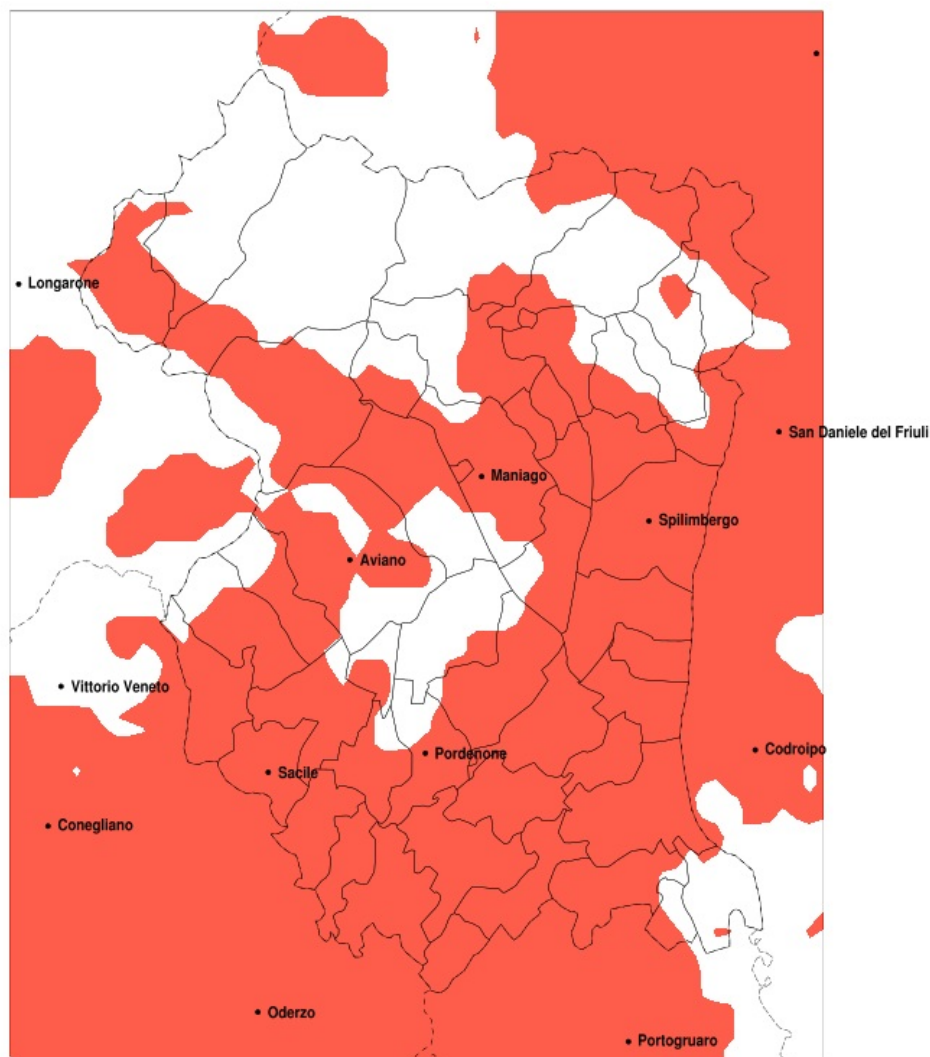 Longarone
San Daniele del Friuli
Maniago
Spilimbergo
Aviano
Vittorio Veneto
Codroipo
Pordenone
Sacile
Conegliano
Oderzo
Portogruaro